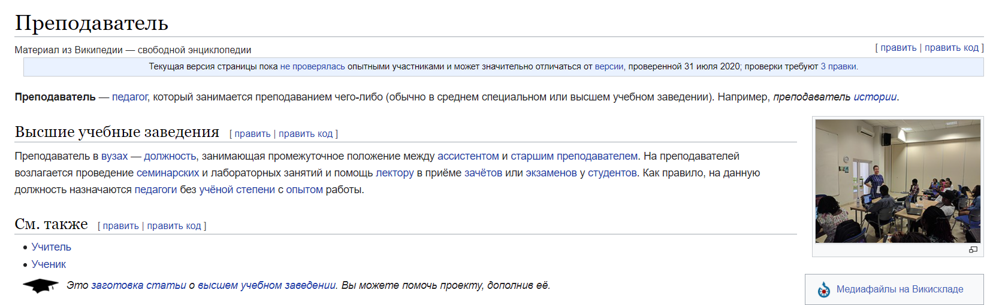 Преподаватель
Материал из Википедии — свободной энциклопедии
[ править | править код ]
Текущая версия страницы пока не проверялась опытными участниками и может значительно отличаться от версии, проверенной 31 июля 2020; проверки требуют 3 правки.
Преподаватель — педагог, который занимается преподаванием чего-либо (обычно в среднем специальном или высшем учебном заведении). Например, преподаватель истории.
Высшие учебные заведения [ править | править код ]
Преподаватель в вузах — должность, занимающая промежуточное положение между ассистентом и старшим преподавателем. На преподавателей
возлагается проведение семинарских и лабораторных занятий и помощь лектору в приёме зачётов или экзаменов у студентов. Как правило, на данную
должность назначаются педагоги без учёной степени с опытом работы.
См. также [ править | править код ]
• Учитель
• Ученик
Это заготовка статьи о высшем учебном заведении. Вы можете помочь проекту, дополнив её.
Медиафайлы на Викискладе